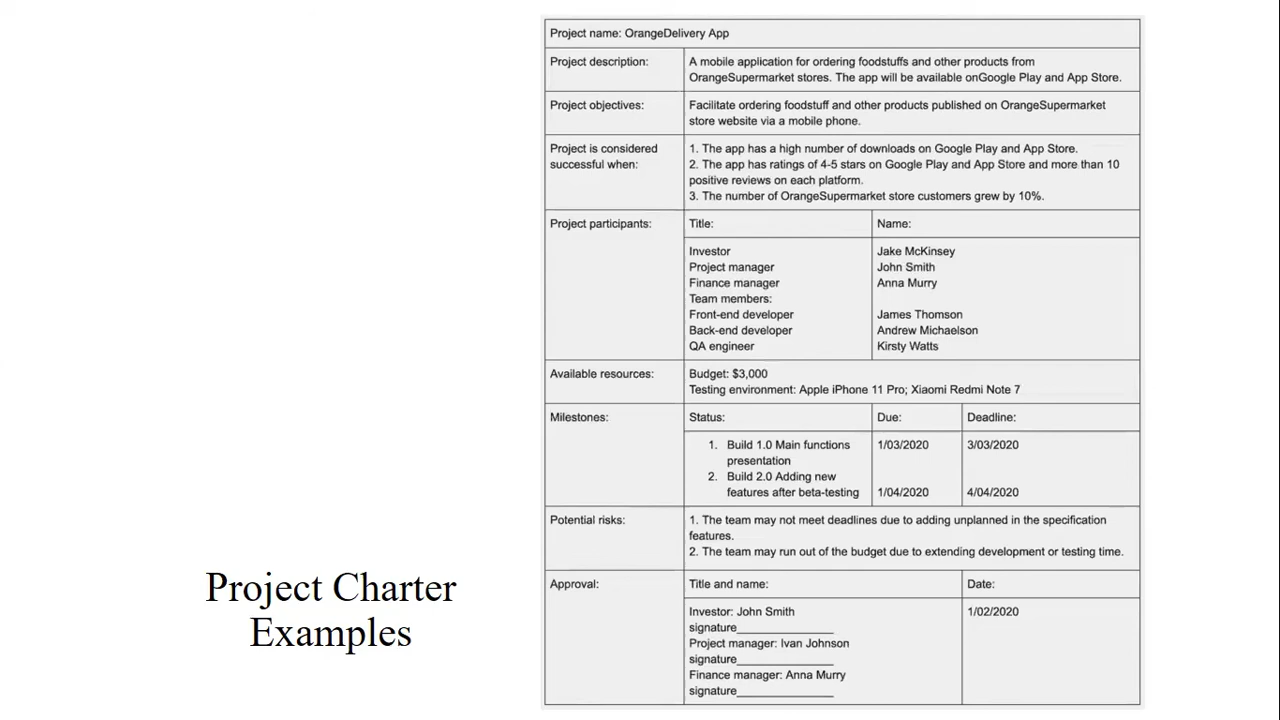 Project name: OrangeDelivery App
Project description:
A mobile application for ordering foodstuffs and other products from
OrangeSupermarket stores. The app will be available onGoogle Play and App Store.
Project objectives:
Facilitate ordering foodstuff and other products published on OrangeSupermarket
store website via a mobile phone.
Project is considered
successful when:
1. The app has a high number of downloads on Google Play and App Store.
2. The app has ratings of 4-5 stars on Google Play and App Store and more than 10
positive reviews on each platform.
3. The number of OrangeSupermarket store customers grew by 10%.
Project participants:
Title:
Name:
Investor
Jake McKinsey
Project manager
John Smith
Finance manager
Anna Murry
Team members:
Front-end developer
James Thomson
Back-end developer
Andrew Michaelson
QA engineer
Kirsty Watts
Available resources:
Budget: $3,000
Testing environment: Apple iPhone 11 Pro; Xiaomi Redmi Note 7
Milestones:
Status:
Due:
Deadline:
1. Build 1.0 Main functions
presentation
1/03/2020
3/03/2020
2. Build 2.0 Adding new
features after beta-testing
1/04/2020
4/04/2020
Potential risks:
1. The team may not meet deadlines due to adding unplanned in the specification
features.
2. The team may run out of the budget due to extending development or testing time.
Approval:
Title and name:
Date:
Investor: John Smith
1/02/2020
signature_______________
Project manager: Ivan Johnson
signature_______________
Finance manager: Anna Murry
signature_______________
Project Charter
Examples